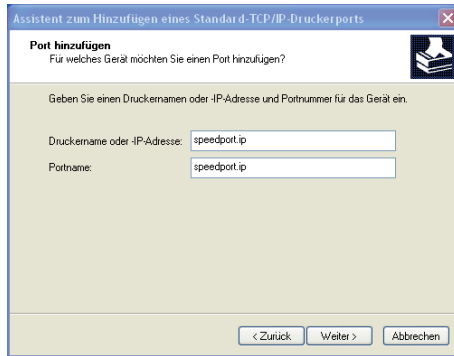 Assistent zum Hinzufügen eines Standard-TCP/IP-Druckerports
Port hinzufügen
Für welches Gerät möchten Sie einen Port hinzufügen?
Geben Sie einen Druckernamen oder -IP-Adresse und Portnummer für das Gerät ein.
Druckername oder -IP-Adresse: speedport.ip
Portname: speedport.ip
< Zurück Weiter > Abbrechen